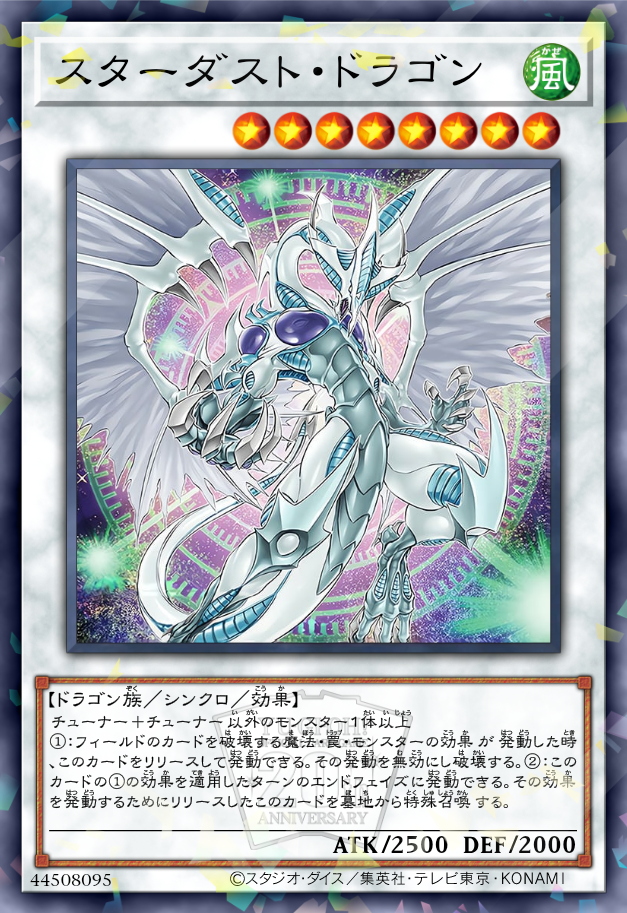 スターダスト・ドラゴン
風
【ドラゴン族／シンクロ／効果】
チューナー＋チューナー以外のモンスター1体以上
①：フィールドのカードを破壊する魔法・罠・モンスターの効果が発動した時
、このカードをリリースして発動できる。その発動を無効にし破壊する。②：この
カードの①の効果を適用したターンのエンドフェイズに発動できる。その効果
を発動するためにリリースしたこのカードを墓地から特殊召喚する。
ANNIVERSARY
ATK/2500 DEF/2000
44508095
©スタジオ・ダイス／集英社・テレビ東京・KONAMI